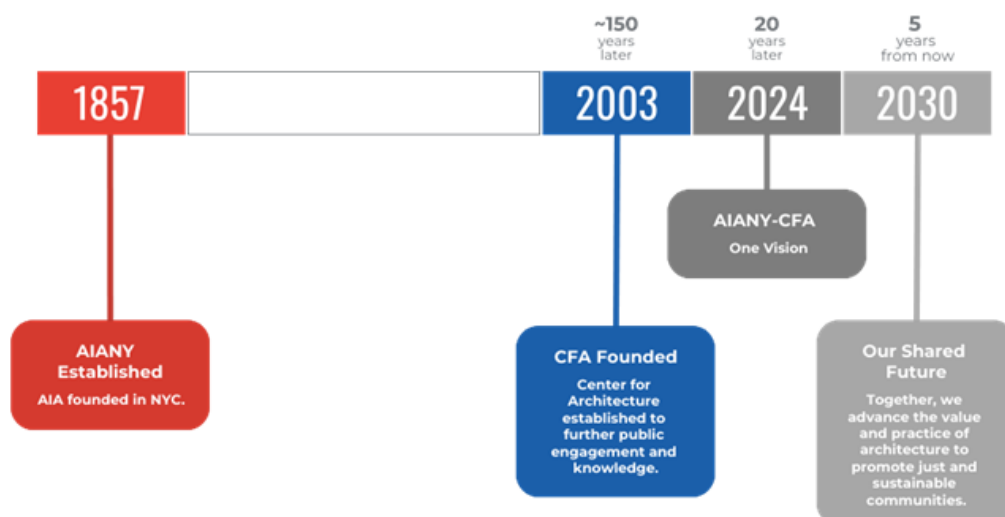 ~150
years
later
20
years
later
5
years
from now
1857
2003
2024
2030
AIANY
Established
AIA founded in NYC.
CFA Founded
Center for
Architecture
established to
further public
engagement and
knowledge.
AIANY-CFA
One Vision
Our Shared
Future
Together, we
advance the value
and practice of
architecture to
promote just and
sustainable
communities.